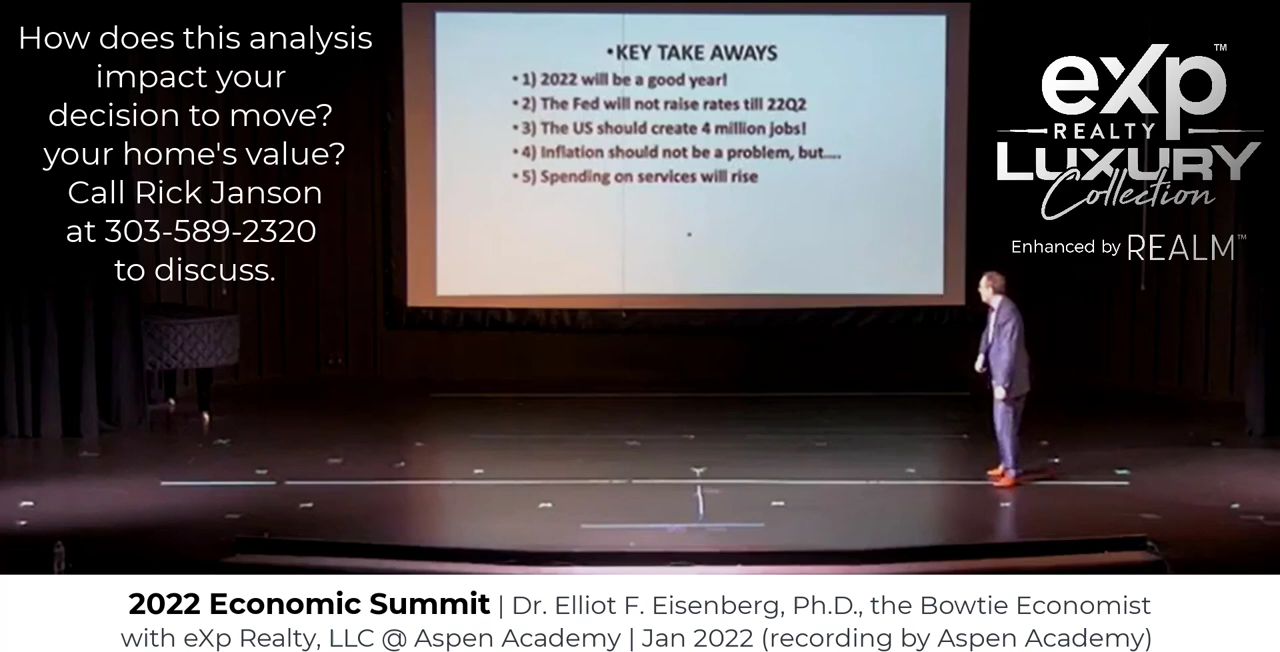 How does this analysis
impact your
decision to move?
your home's value?
Call Rick Janson
at 303-589-2320
to discuss.
•KEY TAKE AWAYS
• 1) 2022 will be a good year!
• 2) The Fed will not raise rates till 22Q2
• 3) The US should create 4 million jobs!
• 4) Inflation should not be a problem, but....
• 5) Spending on services will rise
eXp™
REALTY
LUXURY
Collection
Enhanced by REALM™
2022 Economic Summit | Dr. Elliot F. Eisenberg, Ph.D., the Bowtie Economist
with eXp Realty, LLC @ Aspen Academy | Jan 2022 (recording by Aspen Academy)